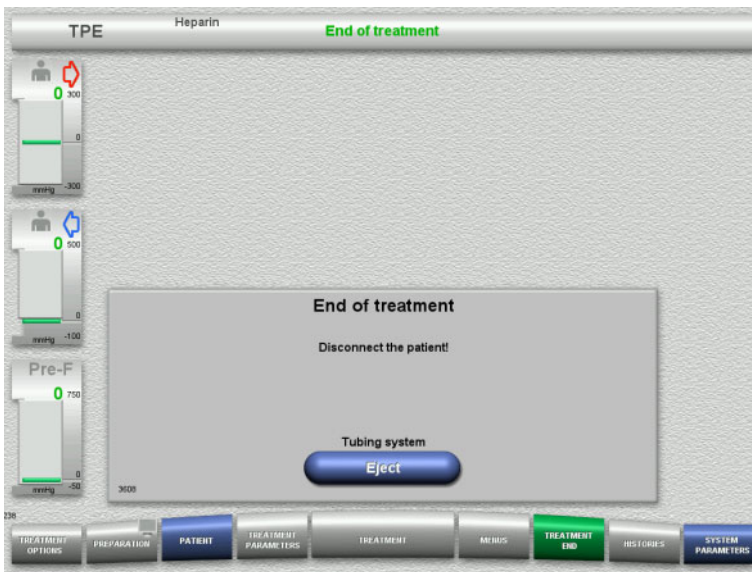 TPE
Heparin
End of treatment
0
300
0
mmHg
-300
0
500
0
mmHg
-100
Pre-F
0
750
0
mmHg
-50
End of treatment
Disconnect the patient!
Tubing system
Eject
3608
238
TREATMENT
OPTIONS
PREPARATION
PATIENT
TREATMENT
PARAMETERS
TREATMENT
MENUS
TREATMENT
END
HISTORIES
SYSTEM
PARAMETERS